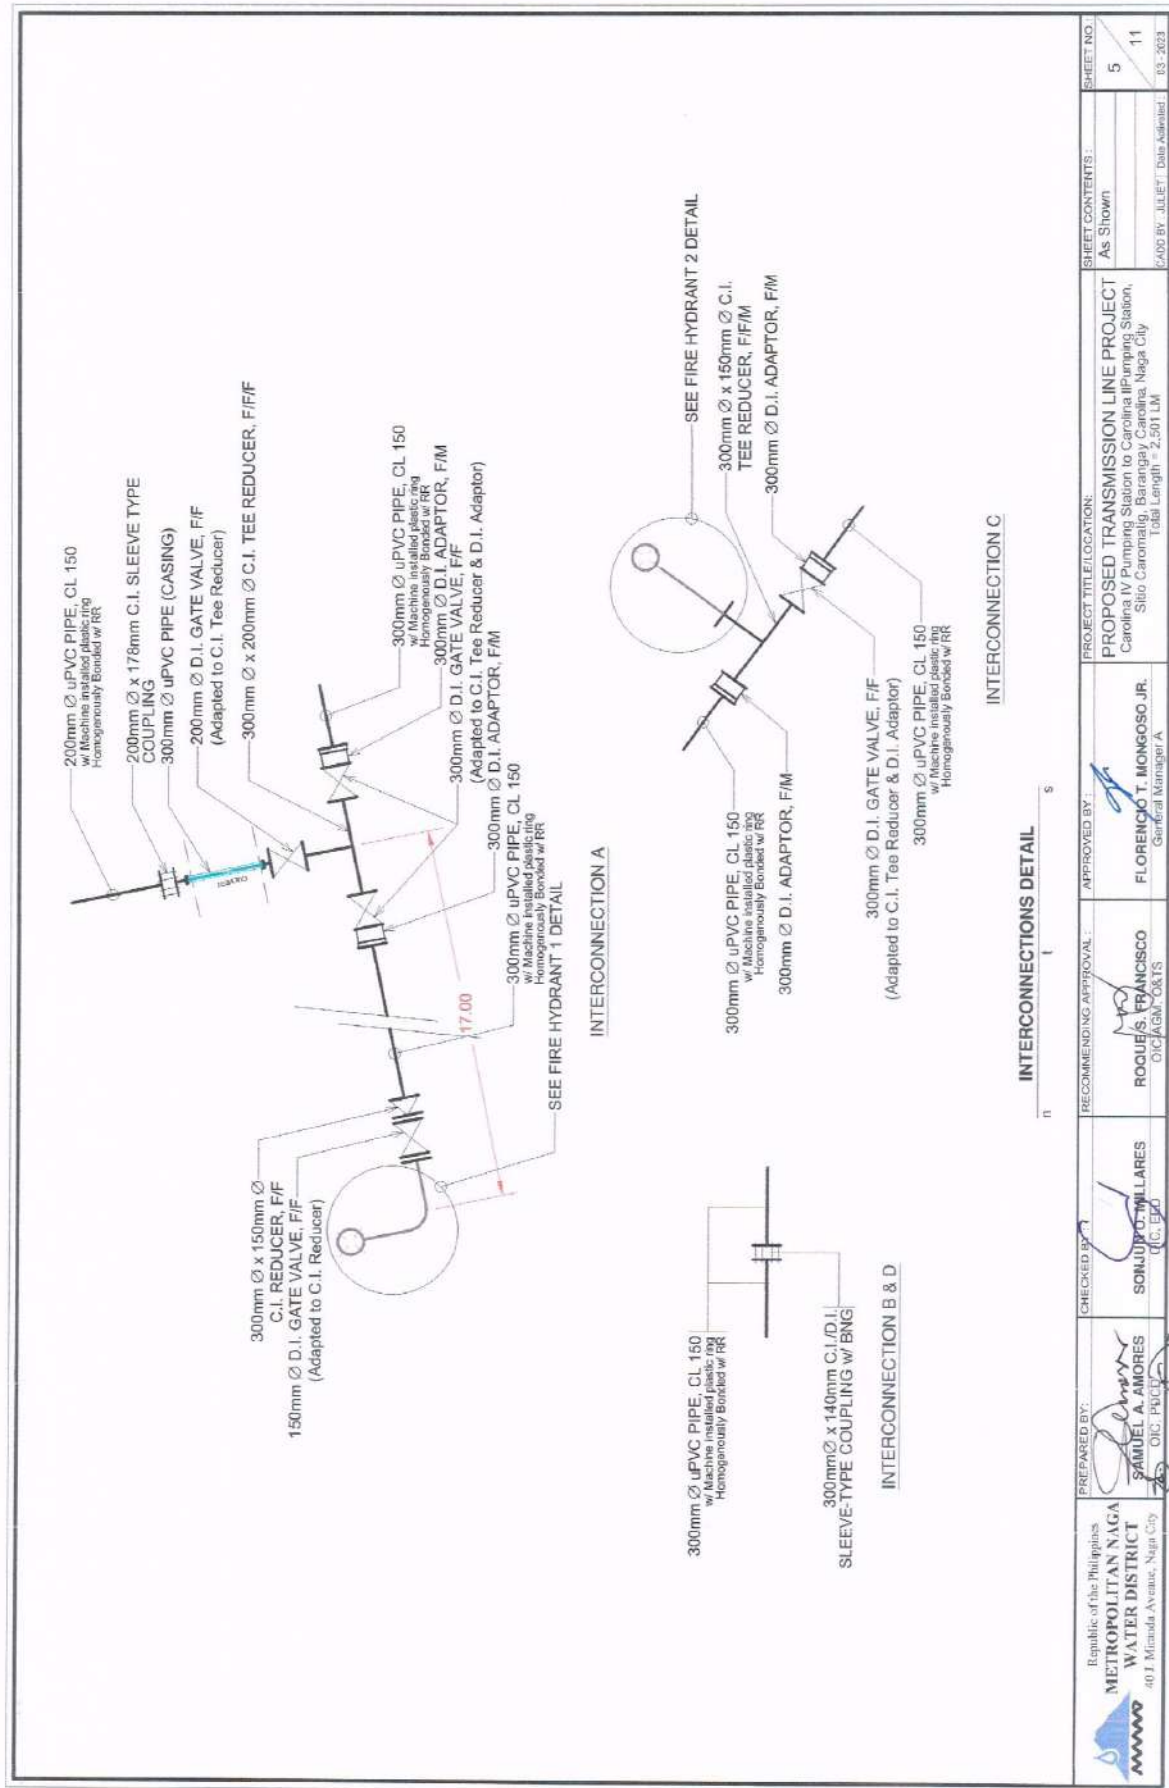 200mm Ø uPVC PIPE, CL 150
w/ Machine installed plastic ring
Homogenously Bonded w/ RR
200mm Ø x 178mm C.I. SLEEVE TYPE
COUPLING
300mm Ø uPVC PIPE (CASING)
200mm Ø D.I. GATE VALVE, F/F
(Adapted to C.I. Tee Reducer)
300mm Ø x 200mm Ø C.I. TEE REDUCER, F/F/F
300mm Ø uPVC PIPE, CL 150
w/ Machine installed plastic ring
Homogenously Bonded w/ RR
300mm Ø D.I. ADAPTOR, F/M
300mm Ø D.I. GATE VALVE, F/F
(Adapted to C.I. Tee Reducer & D.I. Adaptor)
300mm Ø D.I. ADAPTOR, F/M
300mm Ø uPVC PIPE, CL 150
w/ Machine installed plastic ring
Homogenously Bonded w/ RR
SEE FIRE HYDRANT 1 DETAIL
17.00
300mm Ø x 150mm Ø
C.I. REDUCER, F/F
150mm Ø D.I. GATE VALVE, F/F
(Adapted to C.I. Reducer)
INTERCONNECTION A
300mm Ø uPVC PIPE, CL 150
w/ Machine installed plastic ring
Homogenously Bonded w/ RR
300mmØ x 140mm C.I./D.I.
SLEEVE-TYPE COUPLING w/ BNG
INTERCONNECTION B & D
SEE FIRE HYDRANT 2 DETAIL
300mm Ø x 150mm Ø C.I.
TEE REDUCER, F/F/M
300mm Ø D.I. ADAPTOR, F/M
300mm Ø uPVC PIPE, CL 150
w/ Machine installed plastic ring
Homogenously Bonded w/ RR
300mm Ø D.I. ADAPTOR, F/M
300mm Ø D.I. GATE VALVE, F/F
(Adapted to C.I. Tee Reducer & D.I. Adaptor)
300mm Ø uPVC PIPE, CL 150
w/ Machine installed plastic ring
Homogenously Bonded w/ RR
INTERCONNECTION C
INTERCONNECTIONS DETAIL
n t s
Republic of the Philippines
METROPOLITAN NAGA
WATER DISTRICT
40 J. Miranda Avenue, Naga City
MNWD
PREPARED BY:
SAMUEL A. AMORES
OIC, PDCD
CHECKED BY:
SONJUN O. MILLARES
OIC, EED
RECOMMENDING APPROVAL:
ROQUE S. FRANCISCO
OIC-AGM, O&TS
APPROVED BY:
FLORENCIO T. MONGOSO JR.
General Manager A
PROJECT TITLE/LOCATION:
PROPOSED TRANSMISSION LINE PROJECT
Carolina IV Pumping Station to Carolina IIPumping Station,
Sitio Caromatig, Barangay Carolina, Naga City
Total Length = 2,501 LM
SHEET CONTENTS:
As Shown
CADD BY: JULIET
SHEET NO.:
5
11
03-2023